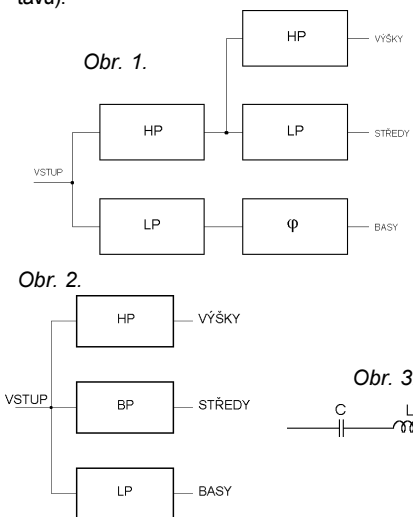 tavu).
Obr. 1.
HP
VÝŠKY
HP
LP
STŘEDY
VSTUP
LP
φ
BASY
Obr. 2.
HP
VÝŠKY
Obr. 3
VSTUP
BP
STŘEDY
C
L
LP
BASY